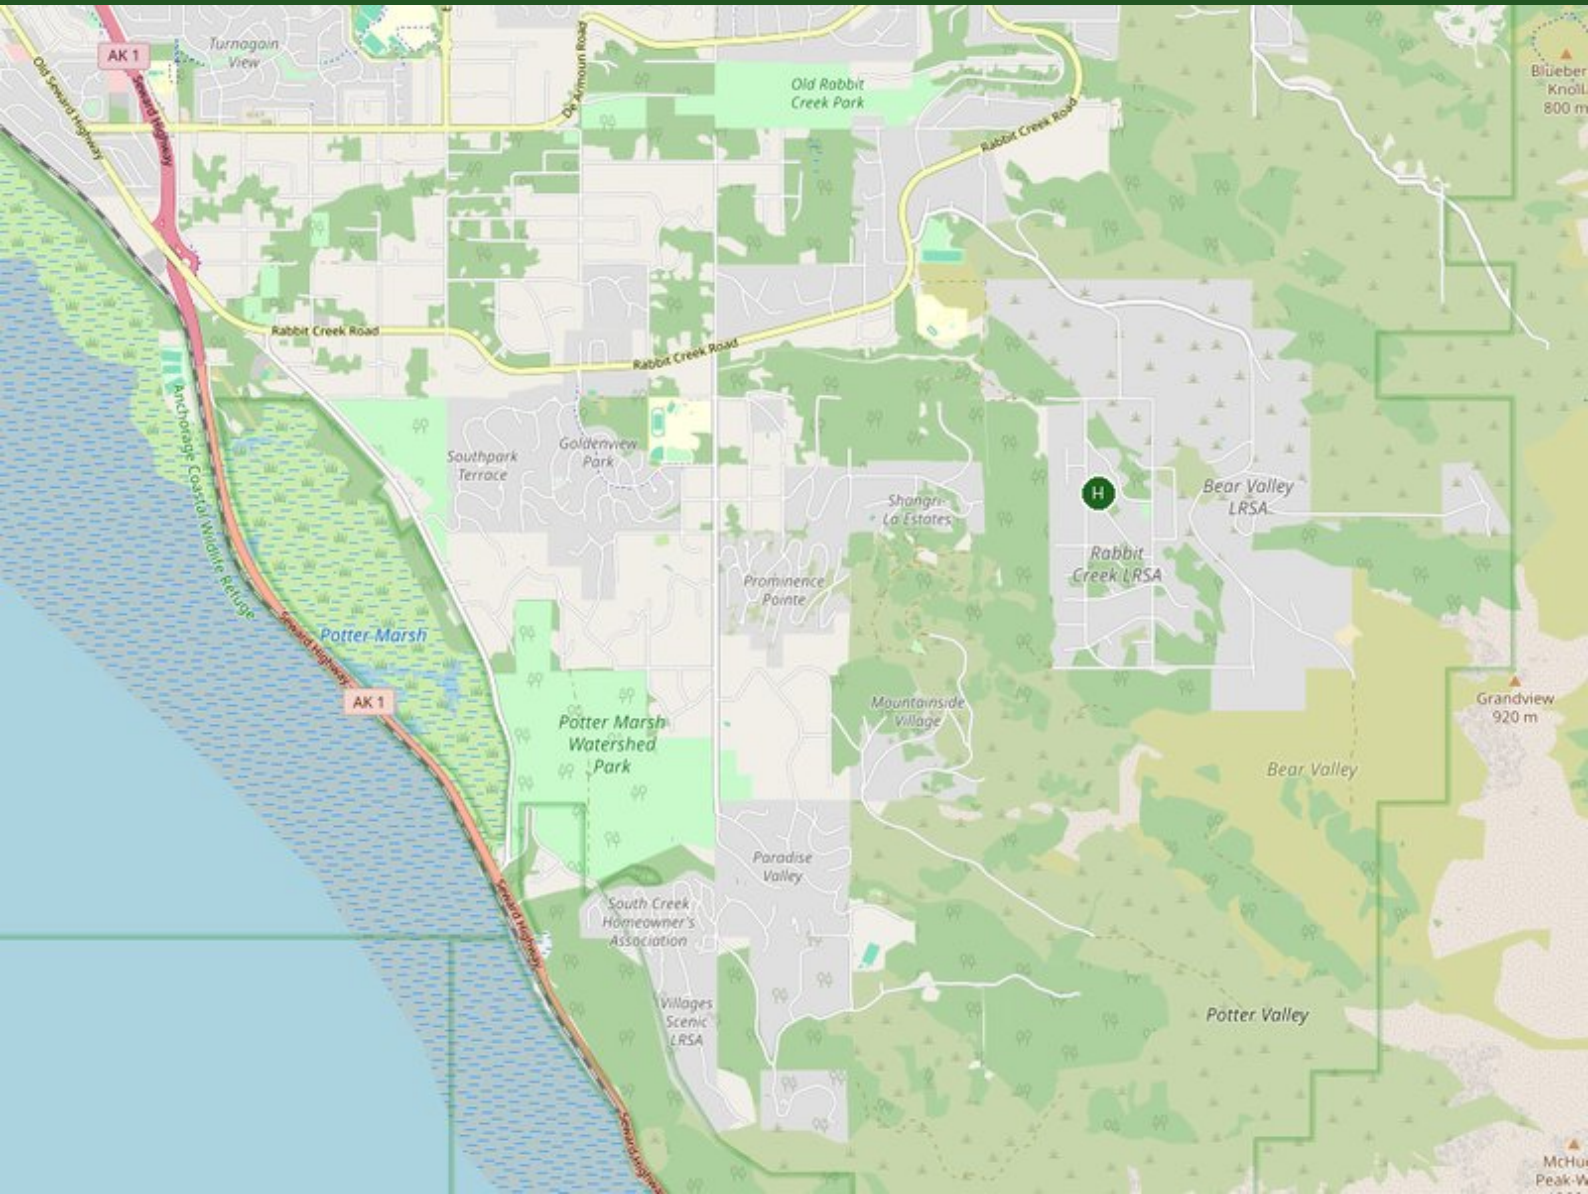 AK 1
Turnagain
View
Old Seward Highway
Seward Highway
De Armoun Road
Old Rabbit
Creek Park
Rabbit Creek Road
Knoll
800 m
Rabbit Creek Road
Rabbit Creek Road
Anchorage Coastal Wildlife Refuge
Southpark
Terrace
Goldenview
Park
Shangri-
La Estates
H
Bear Valley
LRSA
Rabbit
Creek LRSA
Prominence
Pointe
Potter Marsh
Seward Highway
AK 1
Potter Marsh
Watershed
Park
Mountainside
Village
Grandview
920 m
Bear Valley
Paradise
Valley
South Creek
Homeowner's
Association
Seward Highway
Villages
Scenic
LRSA
Potter Valley
Seward Highway
McHu
Peak-W